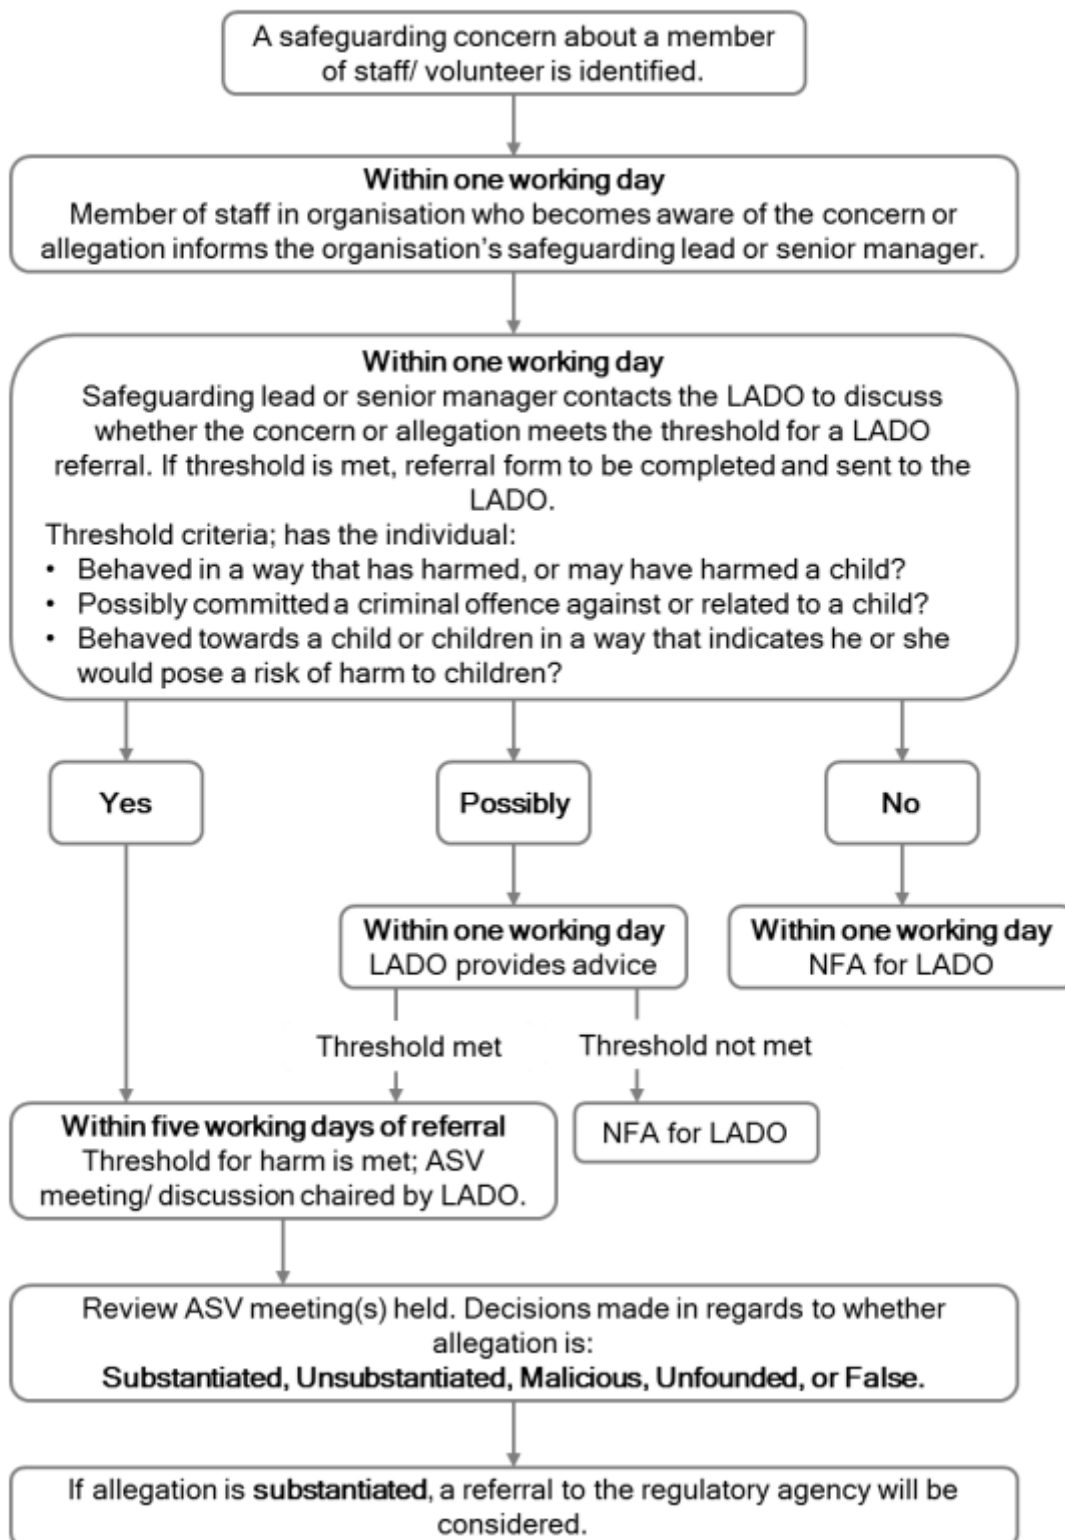 A safeguarding concern about a member
of staff/ volunteer is identified.
Within one working day
Member of staff in organisation who becomes aware of the concern or
allegation informs the organisation's safeguarding lead or senior manager.
Within one working day
Safeguarding lead or senior manager contacts the LADO to discuss
whether the concern or allegation meets the threshold for a LADO
referral. If threshold is met, referral form to be completed and sent to the
LADO.
Threshold criteria; has the individual:
• Behaved in a way that has harmed, or may have harmed a child?
• Possibly committed a criminal offence against or related to a child?
• Behaved towards a child or children in a way that indicates he or she
would pose a risk of harm to children?
Yes
Possibly
No
Within one working day
LADO provides advice
Within one working day
NFA for LADO
Threshold met
Threshold not met
Within five working days of referral
Threshold for harm is met; ASV
meeting/ discussion chaired by LADO.
NFA for LADO
Review ASV meeting(s) held. Decisions made in regards to whether
allegation is:
Substantiated, Unsubstantiated, Malicious, Unfounded, or False.
If allegation is substantiated, a referral to the regulatory agency will be
considered.